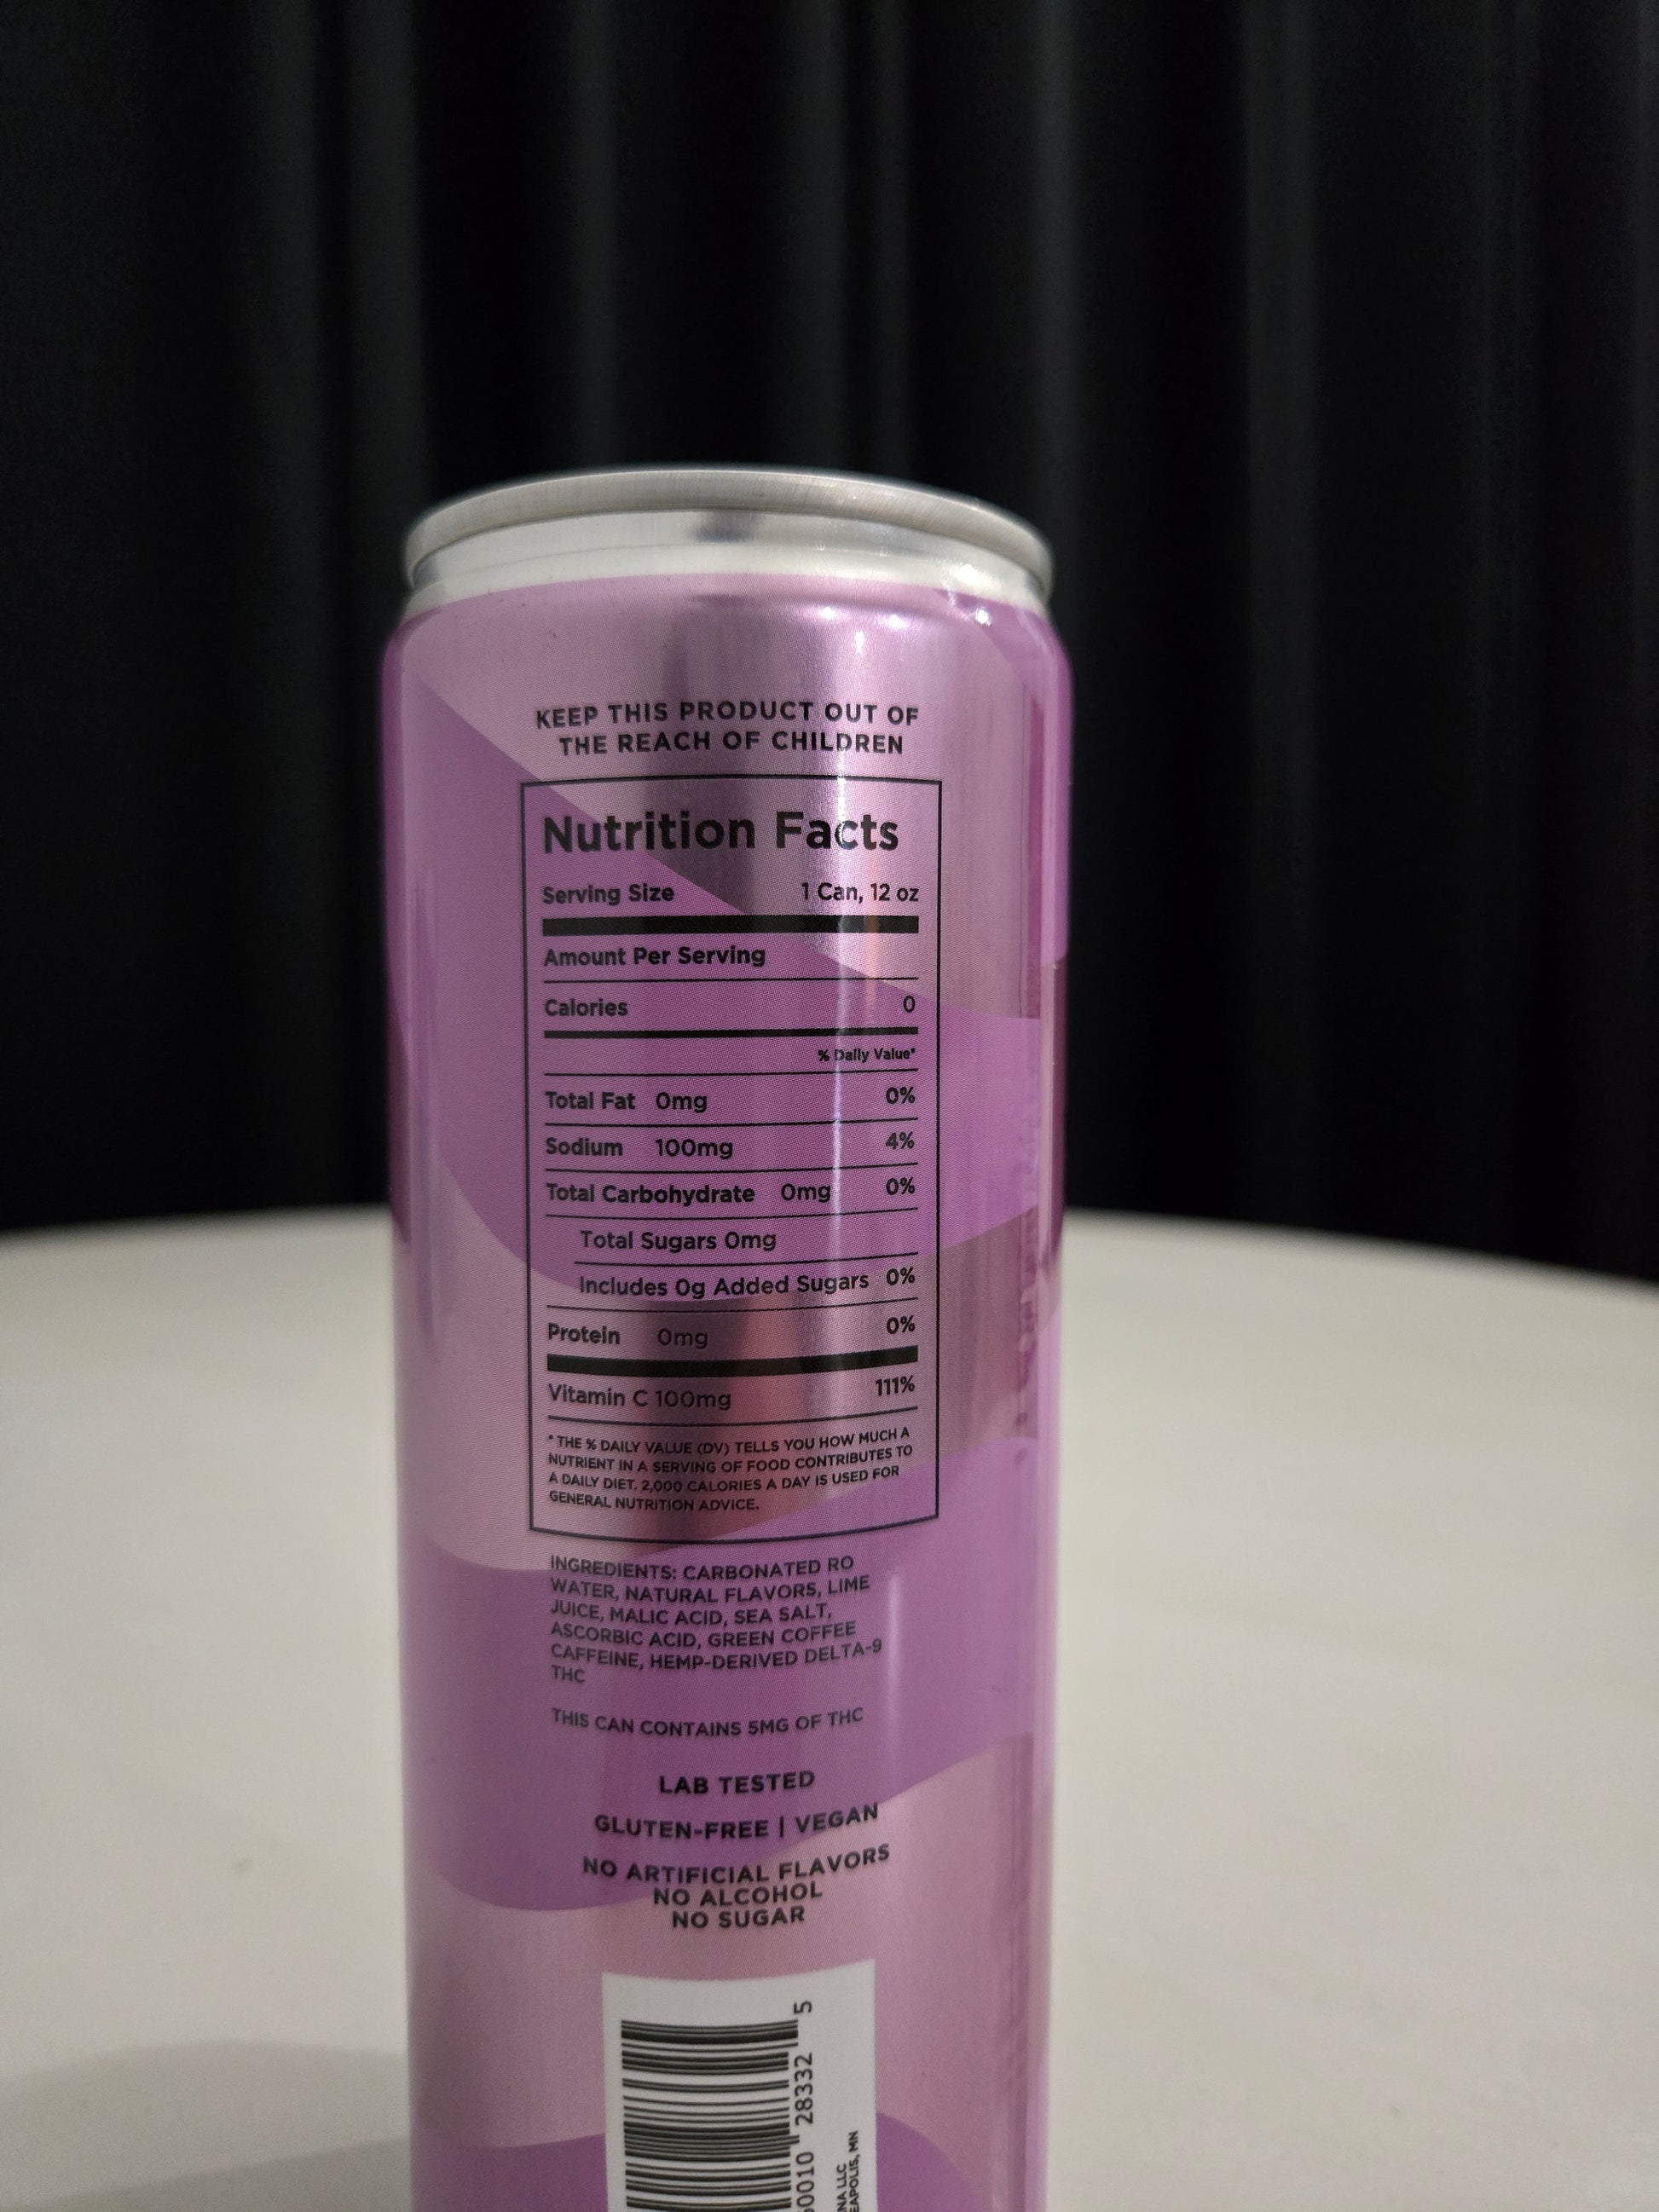 KEEP THIS PRODUCT OUT OF
THE REACH OF CHILDREN
Nutrition Facts
Serving Size 1 Can, 12 oz
Amount Per Serving
Calories 0
% Daily Value*
Total Fat 0mg 0%
Sodium 100mg 4%
Total Carbohydrate 0mg 0%
Total Sugars 0mg
Includes 0g Added Sugars 0%
Protein 0mg 0%
Vitamin C 100mg 111%
* THE % DAILY VALUE (DV) TELLS YOU HOW MUCH A
NUTRIENT IN A SERVING OF FOOD CONTRIBUTES TO
A DAILY DIET. 2,000 CALORIES A DAY IS USED FOR
GENERAL NUTRITION ADVICE.
INGREDIENTS: CARBONATED RO
WATER, NATURAL FLAVORS, LIME
JUICE, MALIC ACID, SEA SALT,
ASCORBIC ACID, GREEN COFFEE
CAFFEINE, HEMP-DERIVED DELTA-9
THC
THIS CAN CONTAINS 5MG OF THC
LAB TESTED
GLUTEN-FREE | VEGAN
NO ARTIFICIAL FLAVORS
NO ALCOHOL
NO SUGAR
0010 28332 5
LLC
MN